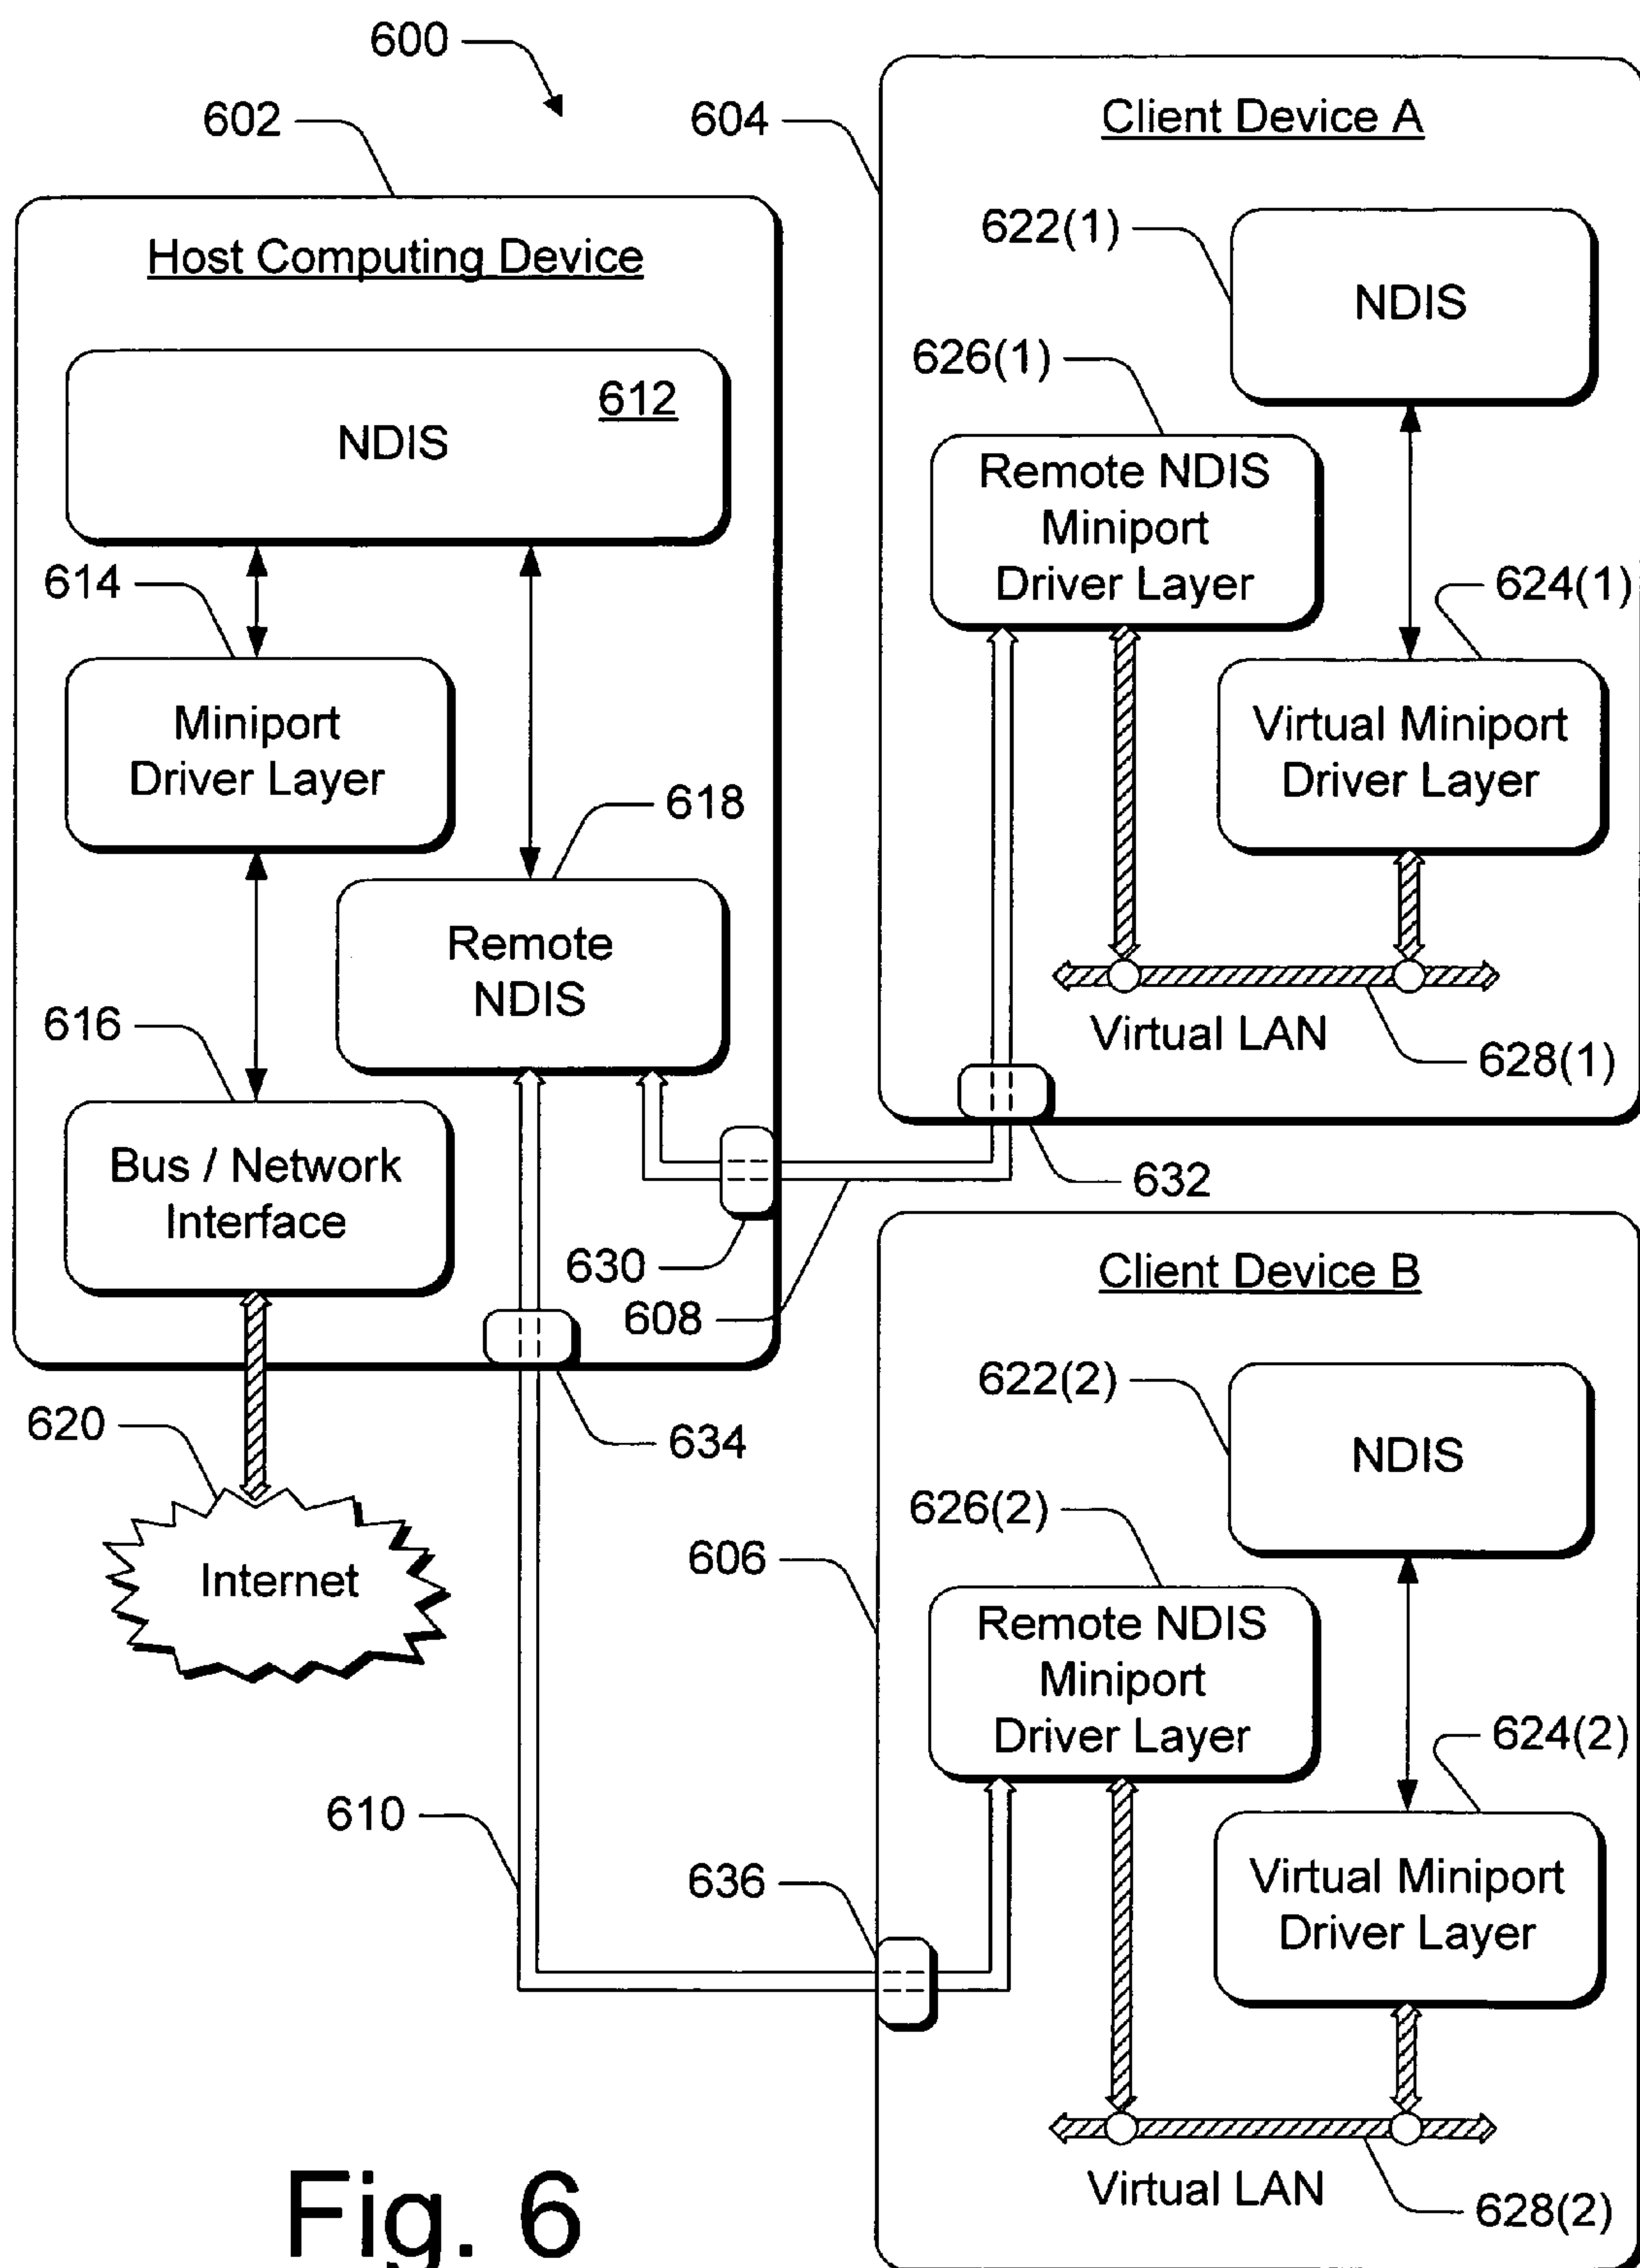 600
602
Host Computing Device
612
NDIS
614
Miniport
Driver Layer
618
Remote
NDIS
616
Bus / Network
Interface
630
608
634
620
Internet
610
604
Client Device A
622(1)
NDIS
626(1)
Remote NDIS
Miniport
Driver Layer
624(1)
Virtual Miniport
Driver Layer
Virtual LAN
628(1)
632
Client Device B
622(2)
NDIS
626(2)
606
Remote NDIS
Miniport
Driver Layer
624(2)
636
Virtual Miniport
Driver Layer
Virtual LAN
628(2)
Fig. 6